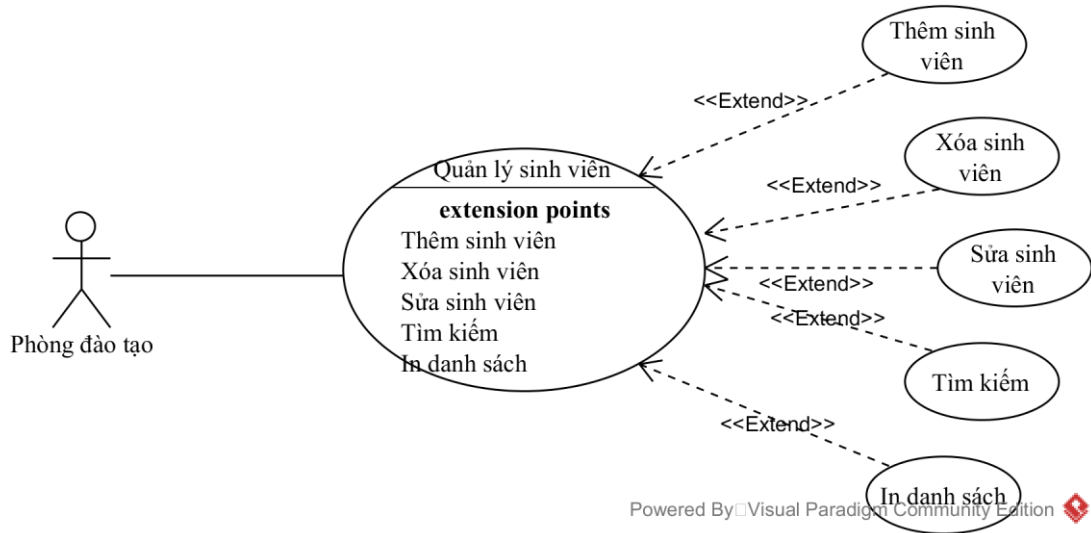 Thêm sinh
viên
<<Extend>>
Xóa sinh
viên
<<Extend>>
Quản lý sinh viên
extension points
Thêm sinh viên
Xóa sinh viên
Sửa sinh viên
Tìm kiếm
In danh sách
Sửa sinh
viên
<<Extend>>
<<Extend>>
Phòng đào tạo
Tìm kiếm
<<Extend>>
In danh sách
Powered By□Visual Paradigm Community Edition